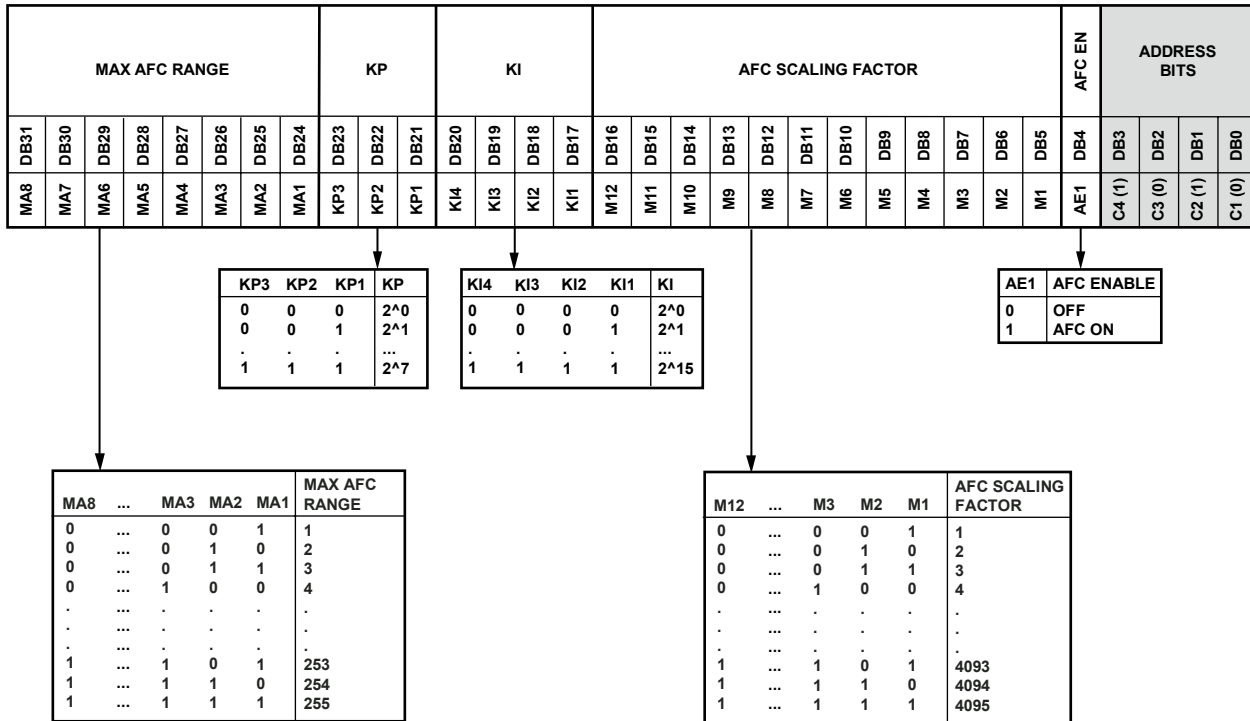 MAX AFC RANGE KP KI AFC SCALING FACTOR AFC EN ADDRESS BITS
DB31 DB30 DB29 DB28 DB27 DB26 DB25 DB24 DB23 DB22 DB21 DB20 DB19 DB18 DB17 DB16 DB15 DB14 DB13 DB12 DB11 DB10 DB9 DB8 DB7 DB6 DB5 DB4 DB3 DB2 DB1 DB0
MA8 MA7 MA6 MA5 MA4 MA3 MA2 MA1 KP3 KP2 KP1 KI4 KI3 KI2 KI1 M12 M11 M10 M9 M8 M7 M6 M5 M4 M3 M2 M1 AE1 C4 (1) C3 (0) C2 (1) C1 (0)
KP3 KP2 KP1 KP
0 0 0 2^0
0 0 1 2^1
. . . ...
1 1 1 2^7
KI4 KI3 KI2 KI1 KI
0 0 0 0 2^0
0 0 0 1 2^1
. . . . ...
1 1 1 1 2^15
AE1 AFC ENABLE
0 OFF
1 AFC ON
MA8 ... MA3 MA2 MA1 MAX AFC RANGE
0 ... 0 0 1 1
0 ... 0 1 0 2
0 ... 0 1 1 3
0 ... 1 0 0 4
. ... . . . .
. ... . . . .
. ... . . . .
1 ... 1 0 1 253
1 ... 1 1 0 254
1 ... 1 1 1 255
M12 ... M3 M2 M1 AFC SCALING FACTOR
0 ... 0 0 1 1
0 ... 0 1 0 2
0 ... 0 1 1 3
0 ... 1 0 0 4
. ... . . . .
. ... . . . .
. ... . . . .
1 ... 1 0 1 4093
1 ... 1 1 0 4094
1 ... 1 1 1 4095